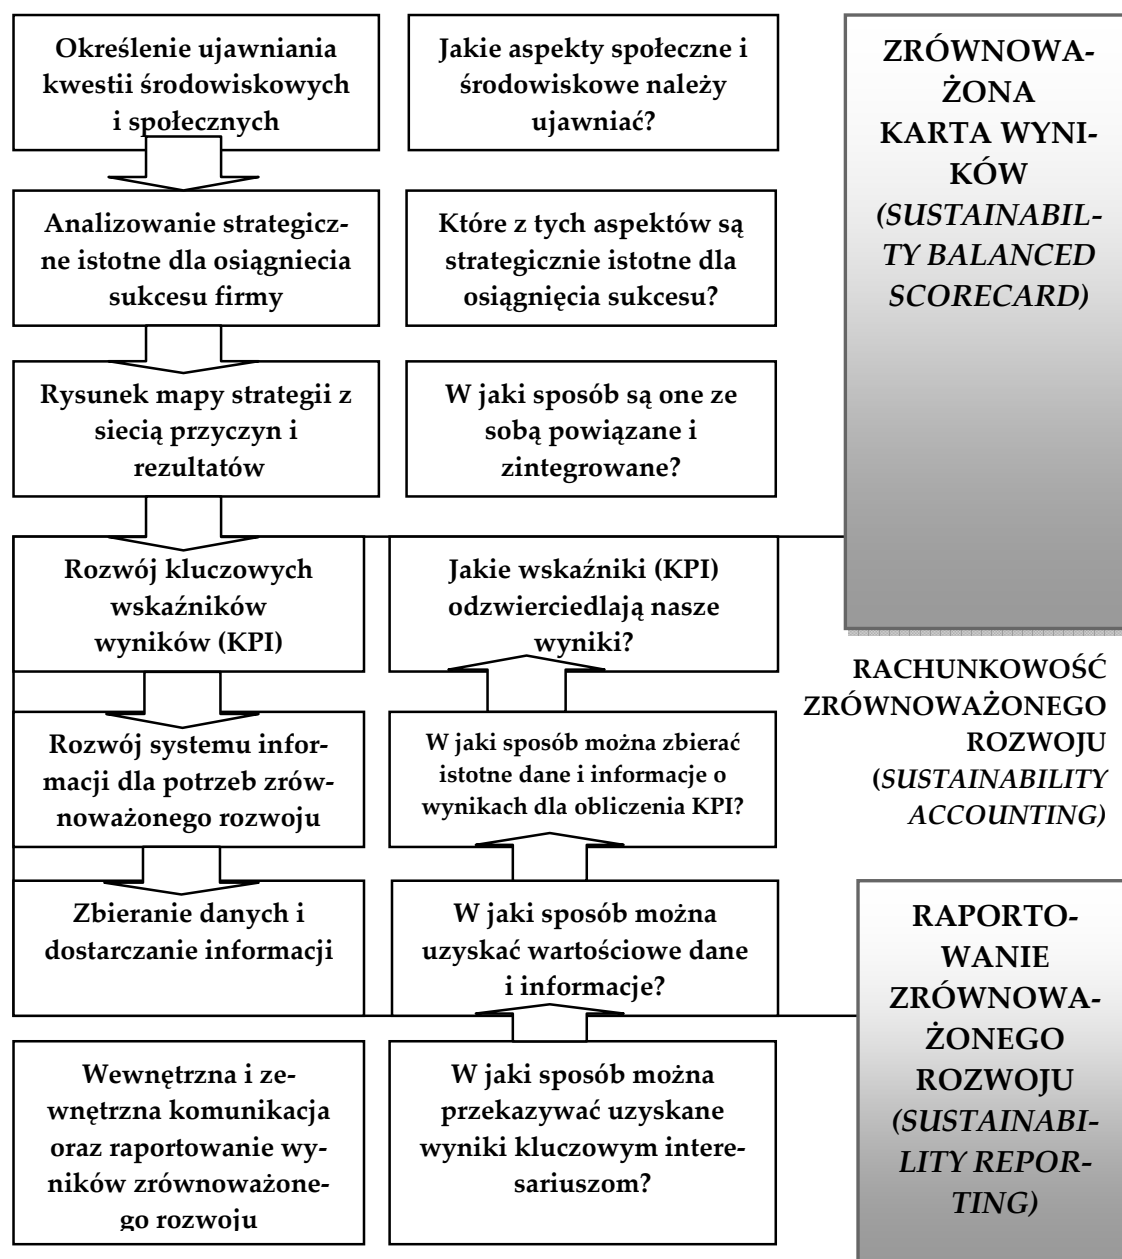 Określenie ujawniania
kwestii środowiskowych
i społecznych
Jakie aspekty społeczne i
środowiskowe należy
ujawniać?
Analizowanie strategicz-
ne istotne dla osiągniecia
sukcesu firmy
Które z tych aspektów są
strategicznie istotne dla
osiągnięcia sukcesu?
Rysunek mapy strategii z
siecią przyczyn i
rezultatów
W jaki sposób są one ze
sobą powiązane i
zintegrowane?
Rozwój kluczowych
wskaźników
wyników (KPI)
Jakie wskaźniki (KPI)
odzwierciedlają nasze
wyniki?
Rozwój systemu infor-
macji dla potrzeb zrów-
noważonego rozwoju
W jaki sposób można zbierać
istotne dane i informacje o
wynikach dla obliczenia KPI?
Zbieranie danych i
dostarczanie informacji
W jaki sposób można
uzyskać wartościowe dane
i informacje?
Wewnętrzna i ze-
wnętrzna komunikacja
oraz raportowanie wy-
ników zrównoważone-
go rozwoju
W jaki sposób można
przekazywać uzyskane
wyniki kluczowym intere-
sariuszom?
ZRÓWNOWA-
ŻONA
KARTA WYNI-
KÓW
(SUSTAINABIL-
TY BALANCED
SCORECARD)
RACHUNKOWOŚĆ
ZRÓWNOWAŻONEGO
ROZWOJU
(SUSTAINABILITY
ACCOUNTING)
RAPORTO-
WANIE
ZRÓWNOWA-
ŻONEGO
ROZWOJU
(SUSTAINABI-
LITY REPOR-
TING)